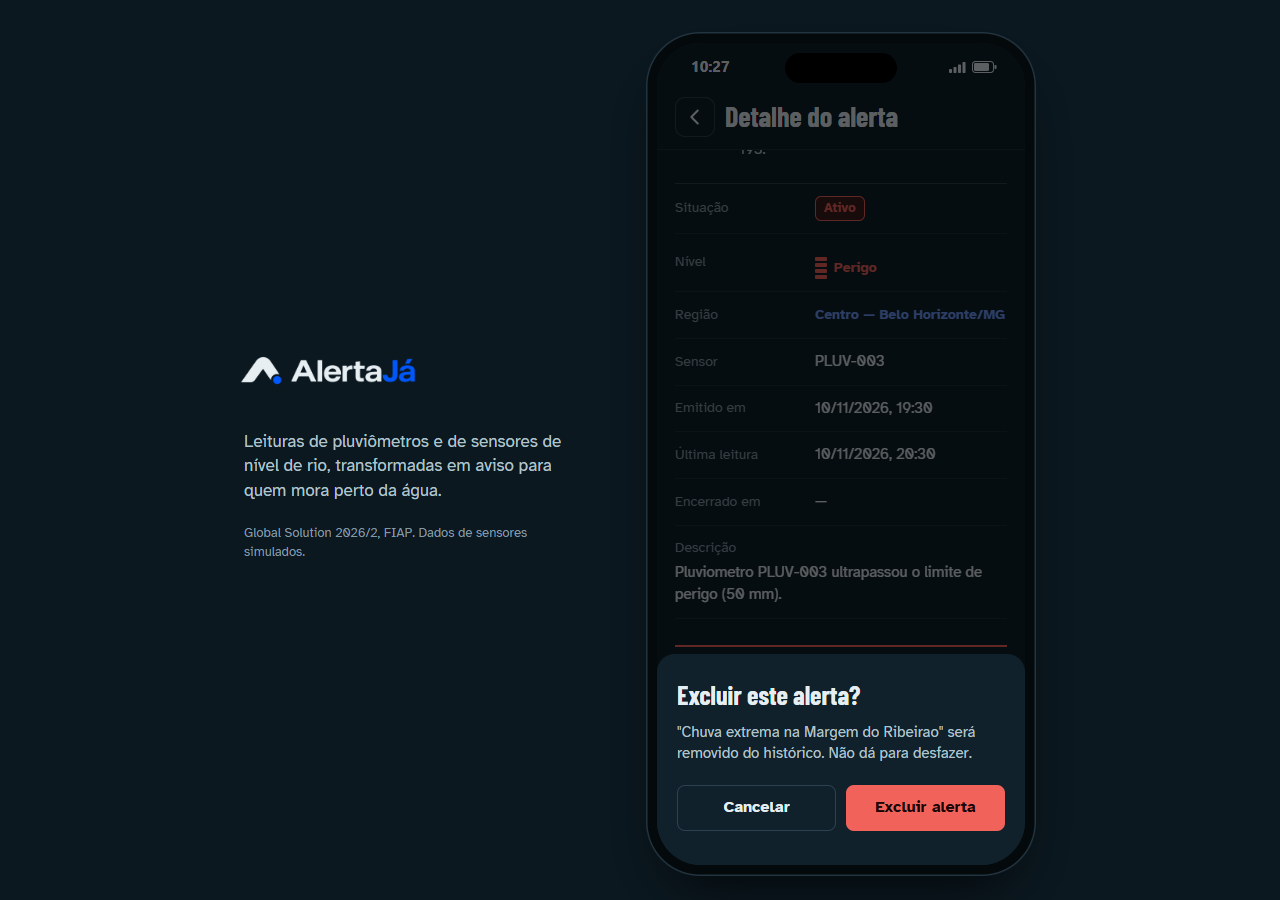 AlertaJá
Leituras de pluviômetros e de sensores de
nível de rio, transformadas em aviso para
quem mora perto da água.
Global Solution 2026/2, FIAP. Dados de sensores
simulados.
10:27
Detalhe do alerta
Situação
Ativo
Nível
Perigo
Região
Centro — Belo Horizonte/MG
Sensor
PLUV-003
Emitido em
10/11/2026, 19:30
Última leitura
10/11/2026, 20:30
Encerrado em
—
Descrição
Pluviometro PLUV-003 ultrapassou o limite de
perigo (50 mm).
Excluir este alerta?
"Chuva extrema na Margem do Ribeirao" será
removido do histórico. Não dá para desfazer.
Cancelar
Excluir alerta